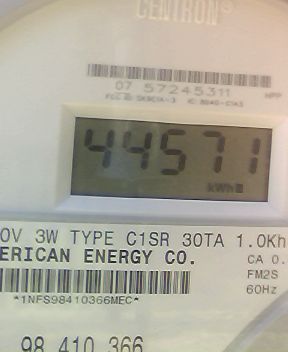 CENTRON®
07 57245311
44571
kWh
0V 3W TYPE C1SR 30TA 1.0Kh
ERICAN ENERGY CO.
CA 0.
FM2S
*1NFS98410366MEC*
60Hz
98 410 366